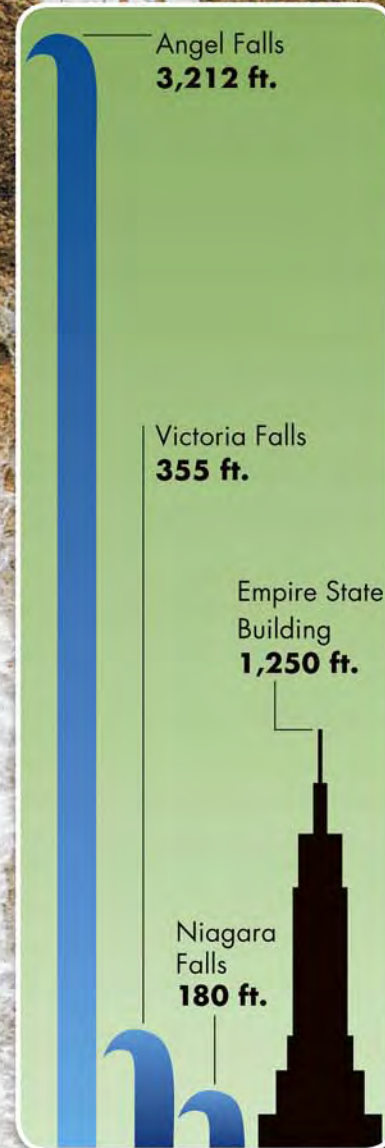 Angel Falls
3,212 ft.
Victoria Falls
355 ft.
Empire State
Building
1,250 ft.
Niagara
Falls
180 ft.